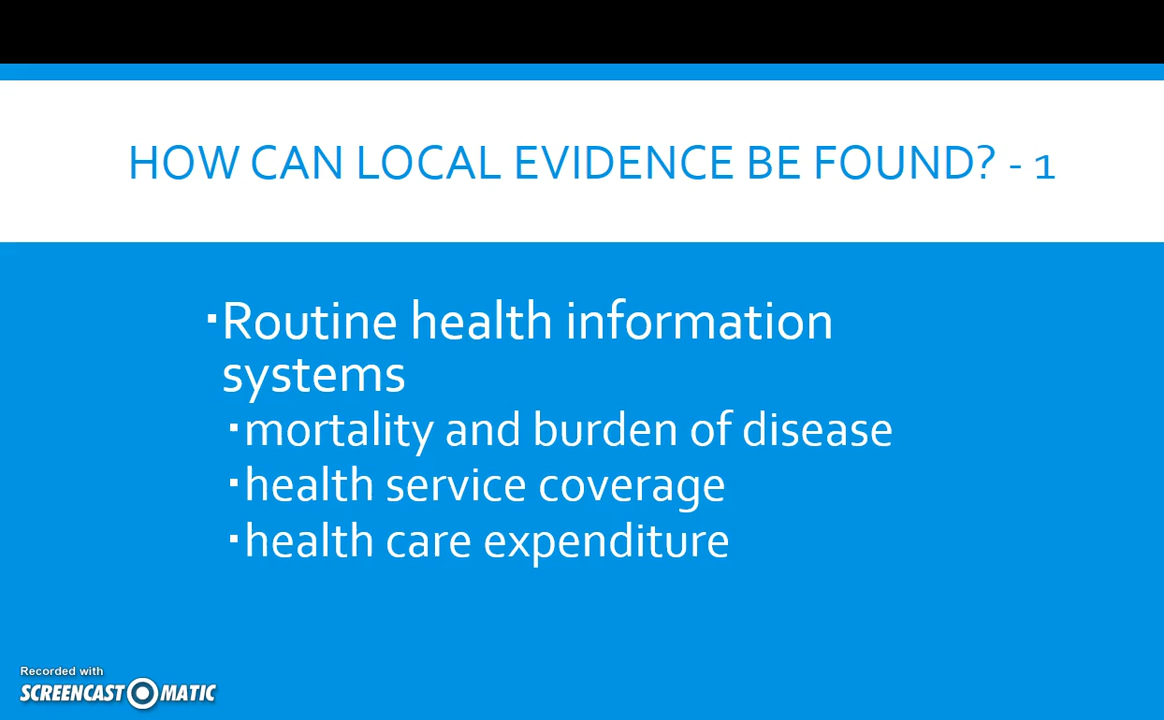 HOW CAN LOCAL EVIDENCE BE FOUND? - 1
▪Routine health information
systems
▪mortality and burden of disease
▪health service coverage
▪health care expenditure
Recorded with
SCREENCAST MATIC